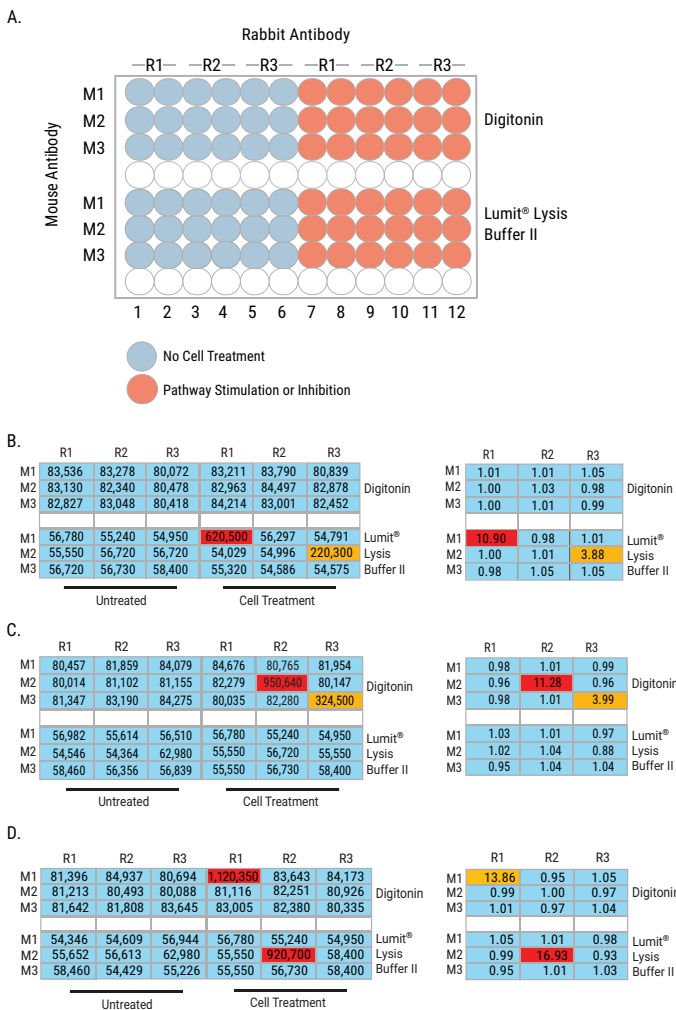 A.
Rabbit Antibody
R1 R2 R3 R1 R2 R3
Mouse Antibody
M1
M2 Digitonin
M3
M1
M2 Lumit® Lysis
Buffer II
M3
1 2 3 4 5 6 7 8 9 10 11 12
No Cell Treatment
Pathway Stimulation or Inhibition
B.
R1 R2 R3 R1 R2 R3
M1 83,536 83,278 80,072 83,211 83,790 80,839
M2 83,130 82,340 80,478 82,963 84,497 82,878 Digitonin
M3 82,827 83,048 80,418 84,214 83,001 82,452
M1 56,780 55,240 54,950 620,500 56,297 54,791 Lumit®
M2 55,550 56,720 56,720 54,029 54,996 220,300 Lysis
M3 56,720 56,730 58,400 55,320 54,586 54,575 Buffer II
Untreated Cell Treatment
R1 R2 R3
M1 1.01 1.01 1.05
M2 1.00 1.03 0.98 Digitonin
M3 1.00 1.01 0.99
M1 10.90 0.98 1.01 Lumit®
M2 1.00 1.01 3.88 Lysis
M3 0.98 1.05 1.05 Buffer II
C.
R1 R2 R3 R1 R2 R3
M1 80,457 81,859 84,079 84,676 80,765 81,954
M2 80,014 81,102 81,155 82,279 950,640 80,147 Digitonin
M3 81,347 83,190 84,275 80,035 82,280 324,500
M1 56,982 55,614 56,510 56,780 55,240 54,950 Lumit®
M2 54,546 54,364 62,980 55,550 56,720 55,550 Lysis
M3 58,460 56,356 56,839 55,550 56,730 58,400 Buffer II
Untreated Cell Treatment
R1 R2 R3
M1 0.98 1.01 0.99
M2 0.96 11.28 0.96 Digitonin
M3 0.98 1.01 3.99
M1 1.03 1.01 0.97 Lumit®
M2 1.02 1.04 0.88 Lysis
M3 0.95 1.04 1.04 Buffer II
D.
R1 R2 R3 R1 R2 R3
M1 81,396 84,937 80,694 1,120,350 83,643 84,173
M2 81,213 80,493 80,088 81,116 82,251 80,926 Digitonin
M3 81,642 81,808 83,645 83,005 82,380 80,335
M1 54,346 54,609 56,944 56,780 55,240 54,950 Lumit®
M2 55,652 56,613 62,980 55,550 920,700 58,400 Lysis
M3 58,460 54,429 55,226 55,550 56,730 58,400 Buffer II
Untreated Cell Treatment
R1 R2 R3
M1 13.86 0.95 1.05
M2 0.99 1.00 0.97 Digitonin
M3 1.01 0.97 1.04
M1 1.05 1.01 0.98 Lumit®
M2 0.99 16.93 0.93 Lysis
M3 0.95 1.01 1.03 Buffer II